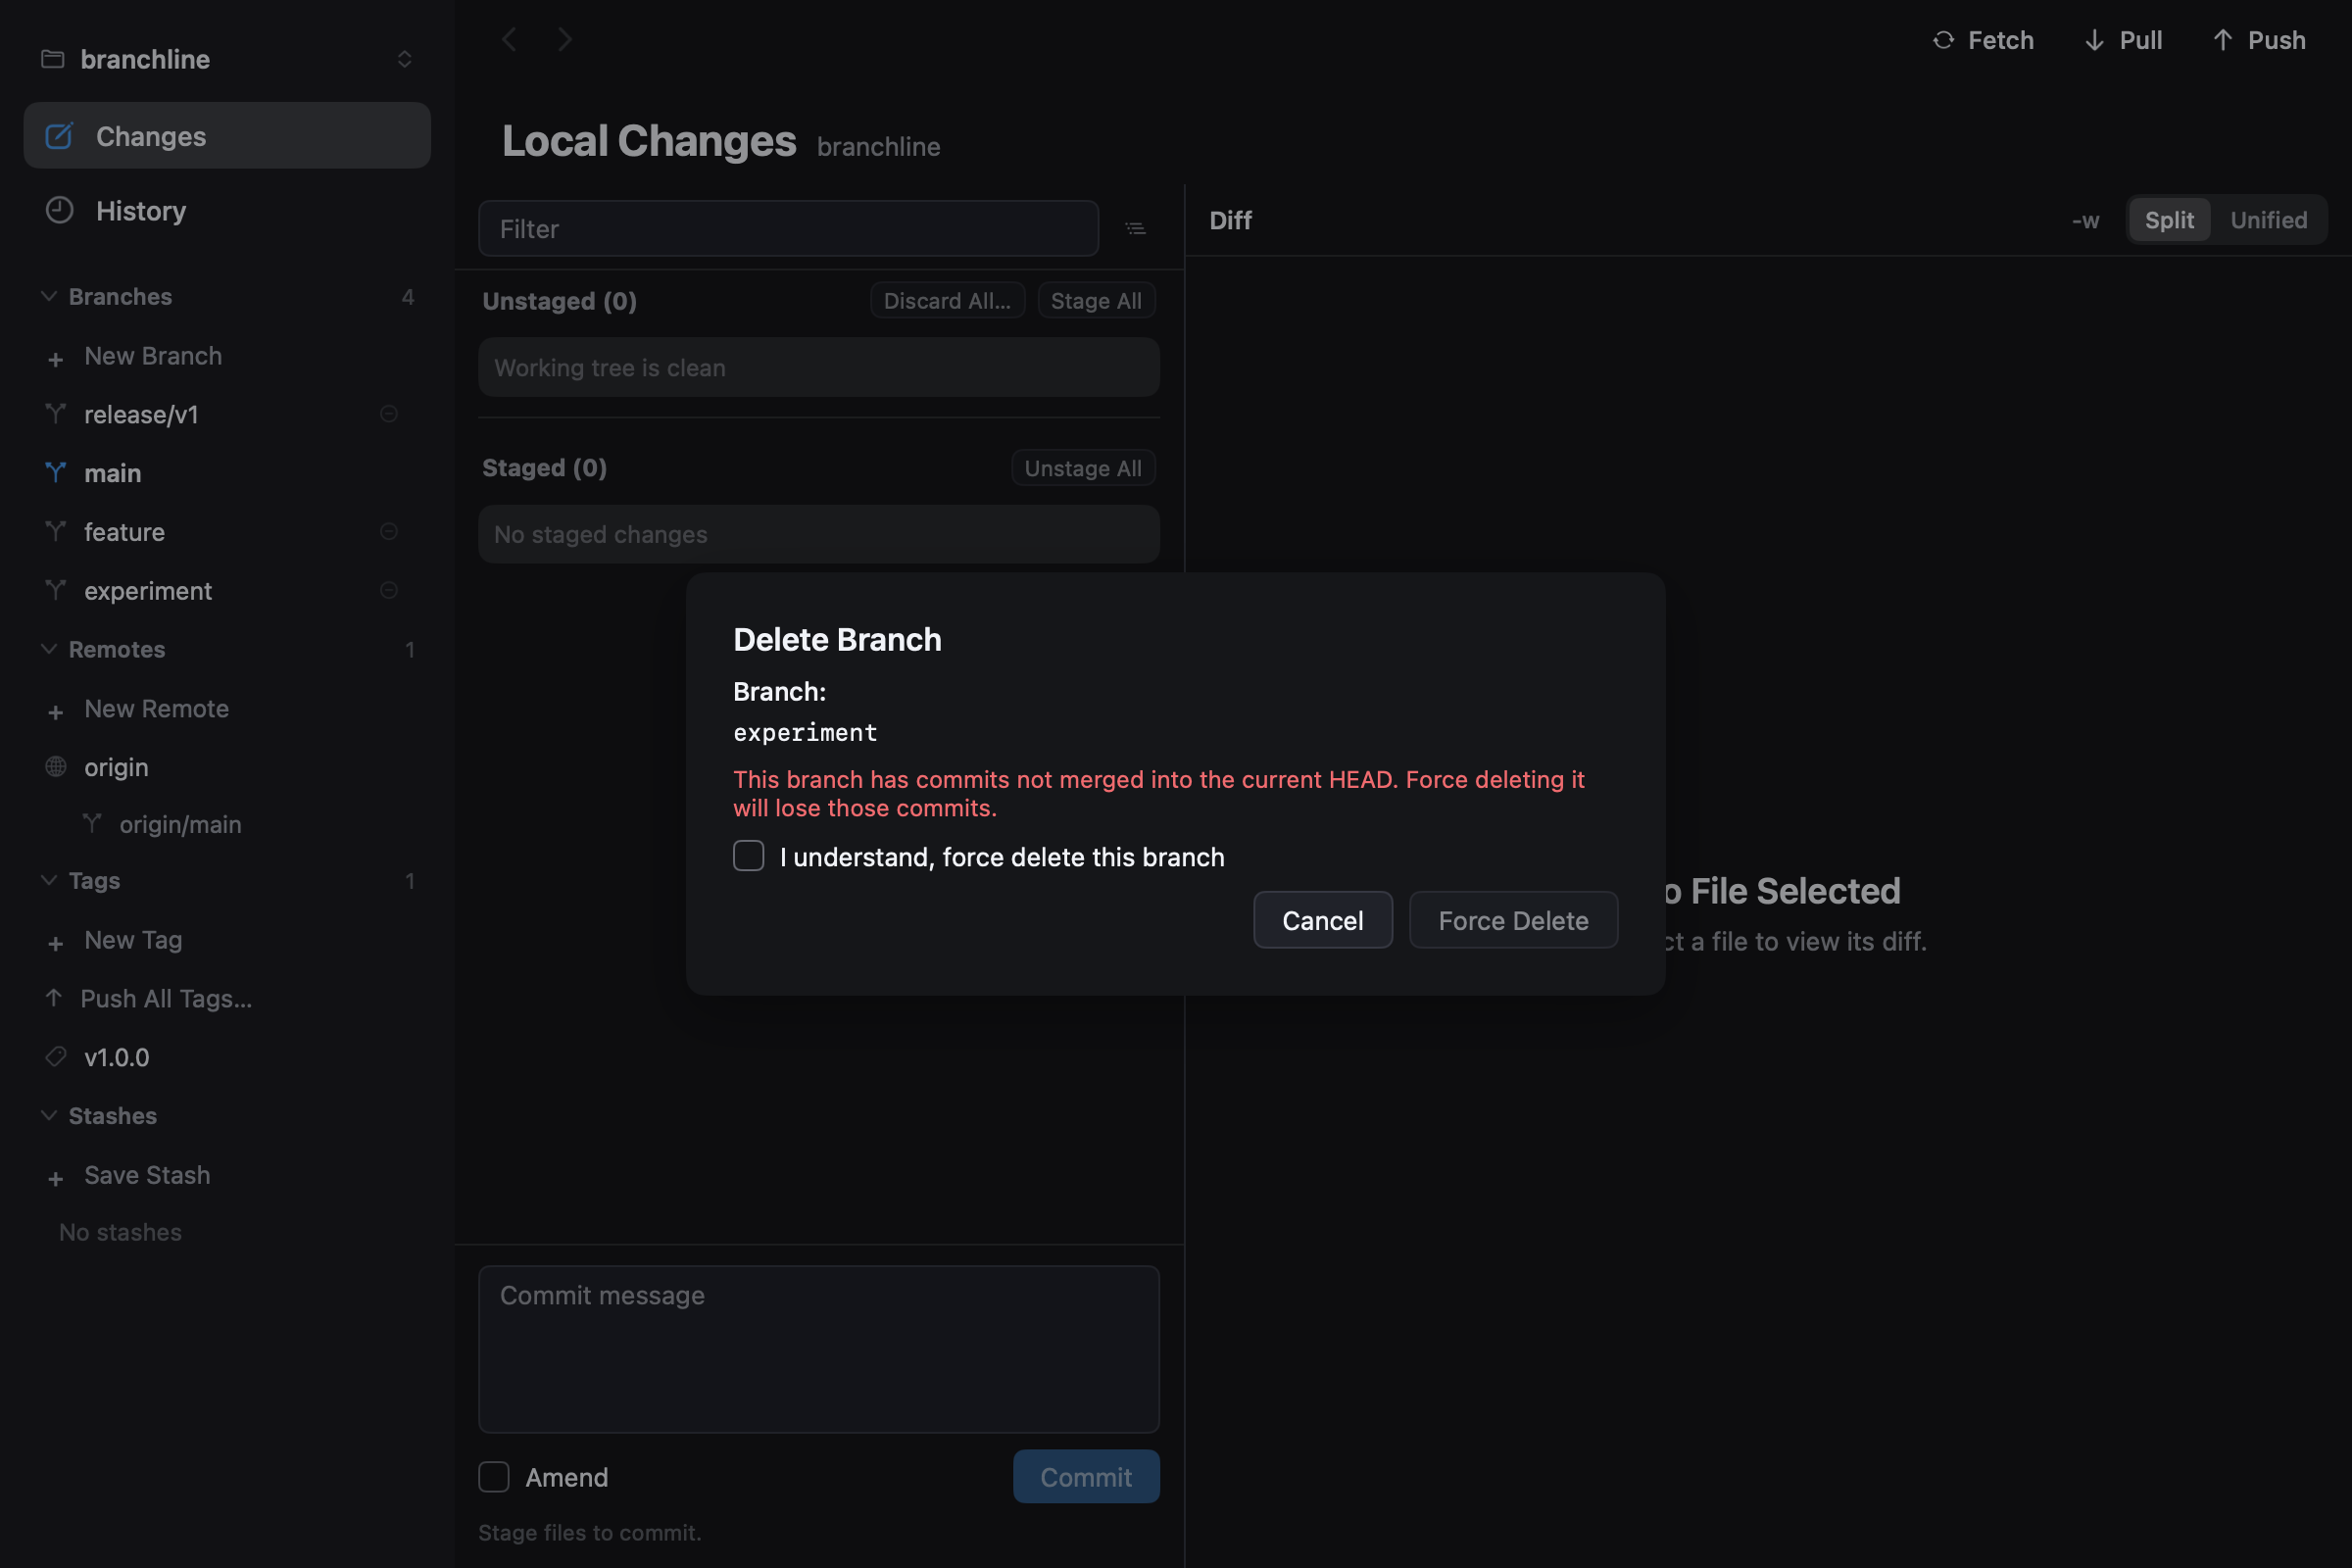 branchline
Changes
History
Branches 4
New Branch
release/v1
main
feature
experiment
Remotes 1
New Remote
origin
origin/main
Tags 1
New Tag
Push All Tags...
v1.0.0
Stashes
Save Stash
No stashes
Fetch Pull Push
Local Changes branchline
Filter
Unstaged (0) Discard All... Stage All
Working tree is clean
Staged (0) Unstage All
No staged changes
Diff -w Split Unified
Delete Branch
Branch:
experiment
This branch has commits not merged into the current HEAD. Force deleting it
will lose those commits.
I understand, force delete this branch
Cancel Force Delete
File Selected
a file to view its diff.
Commit message
Amend Commit
Stage files to commit.